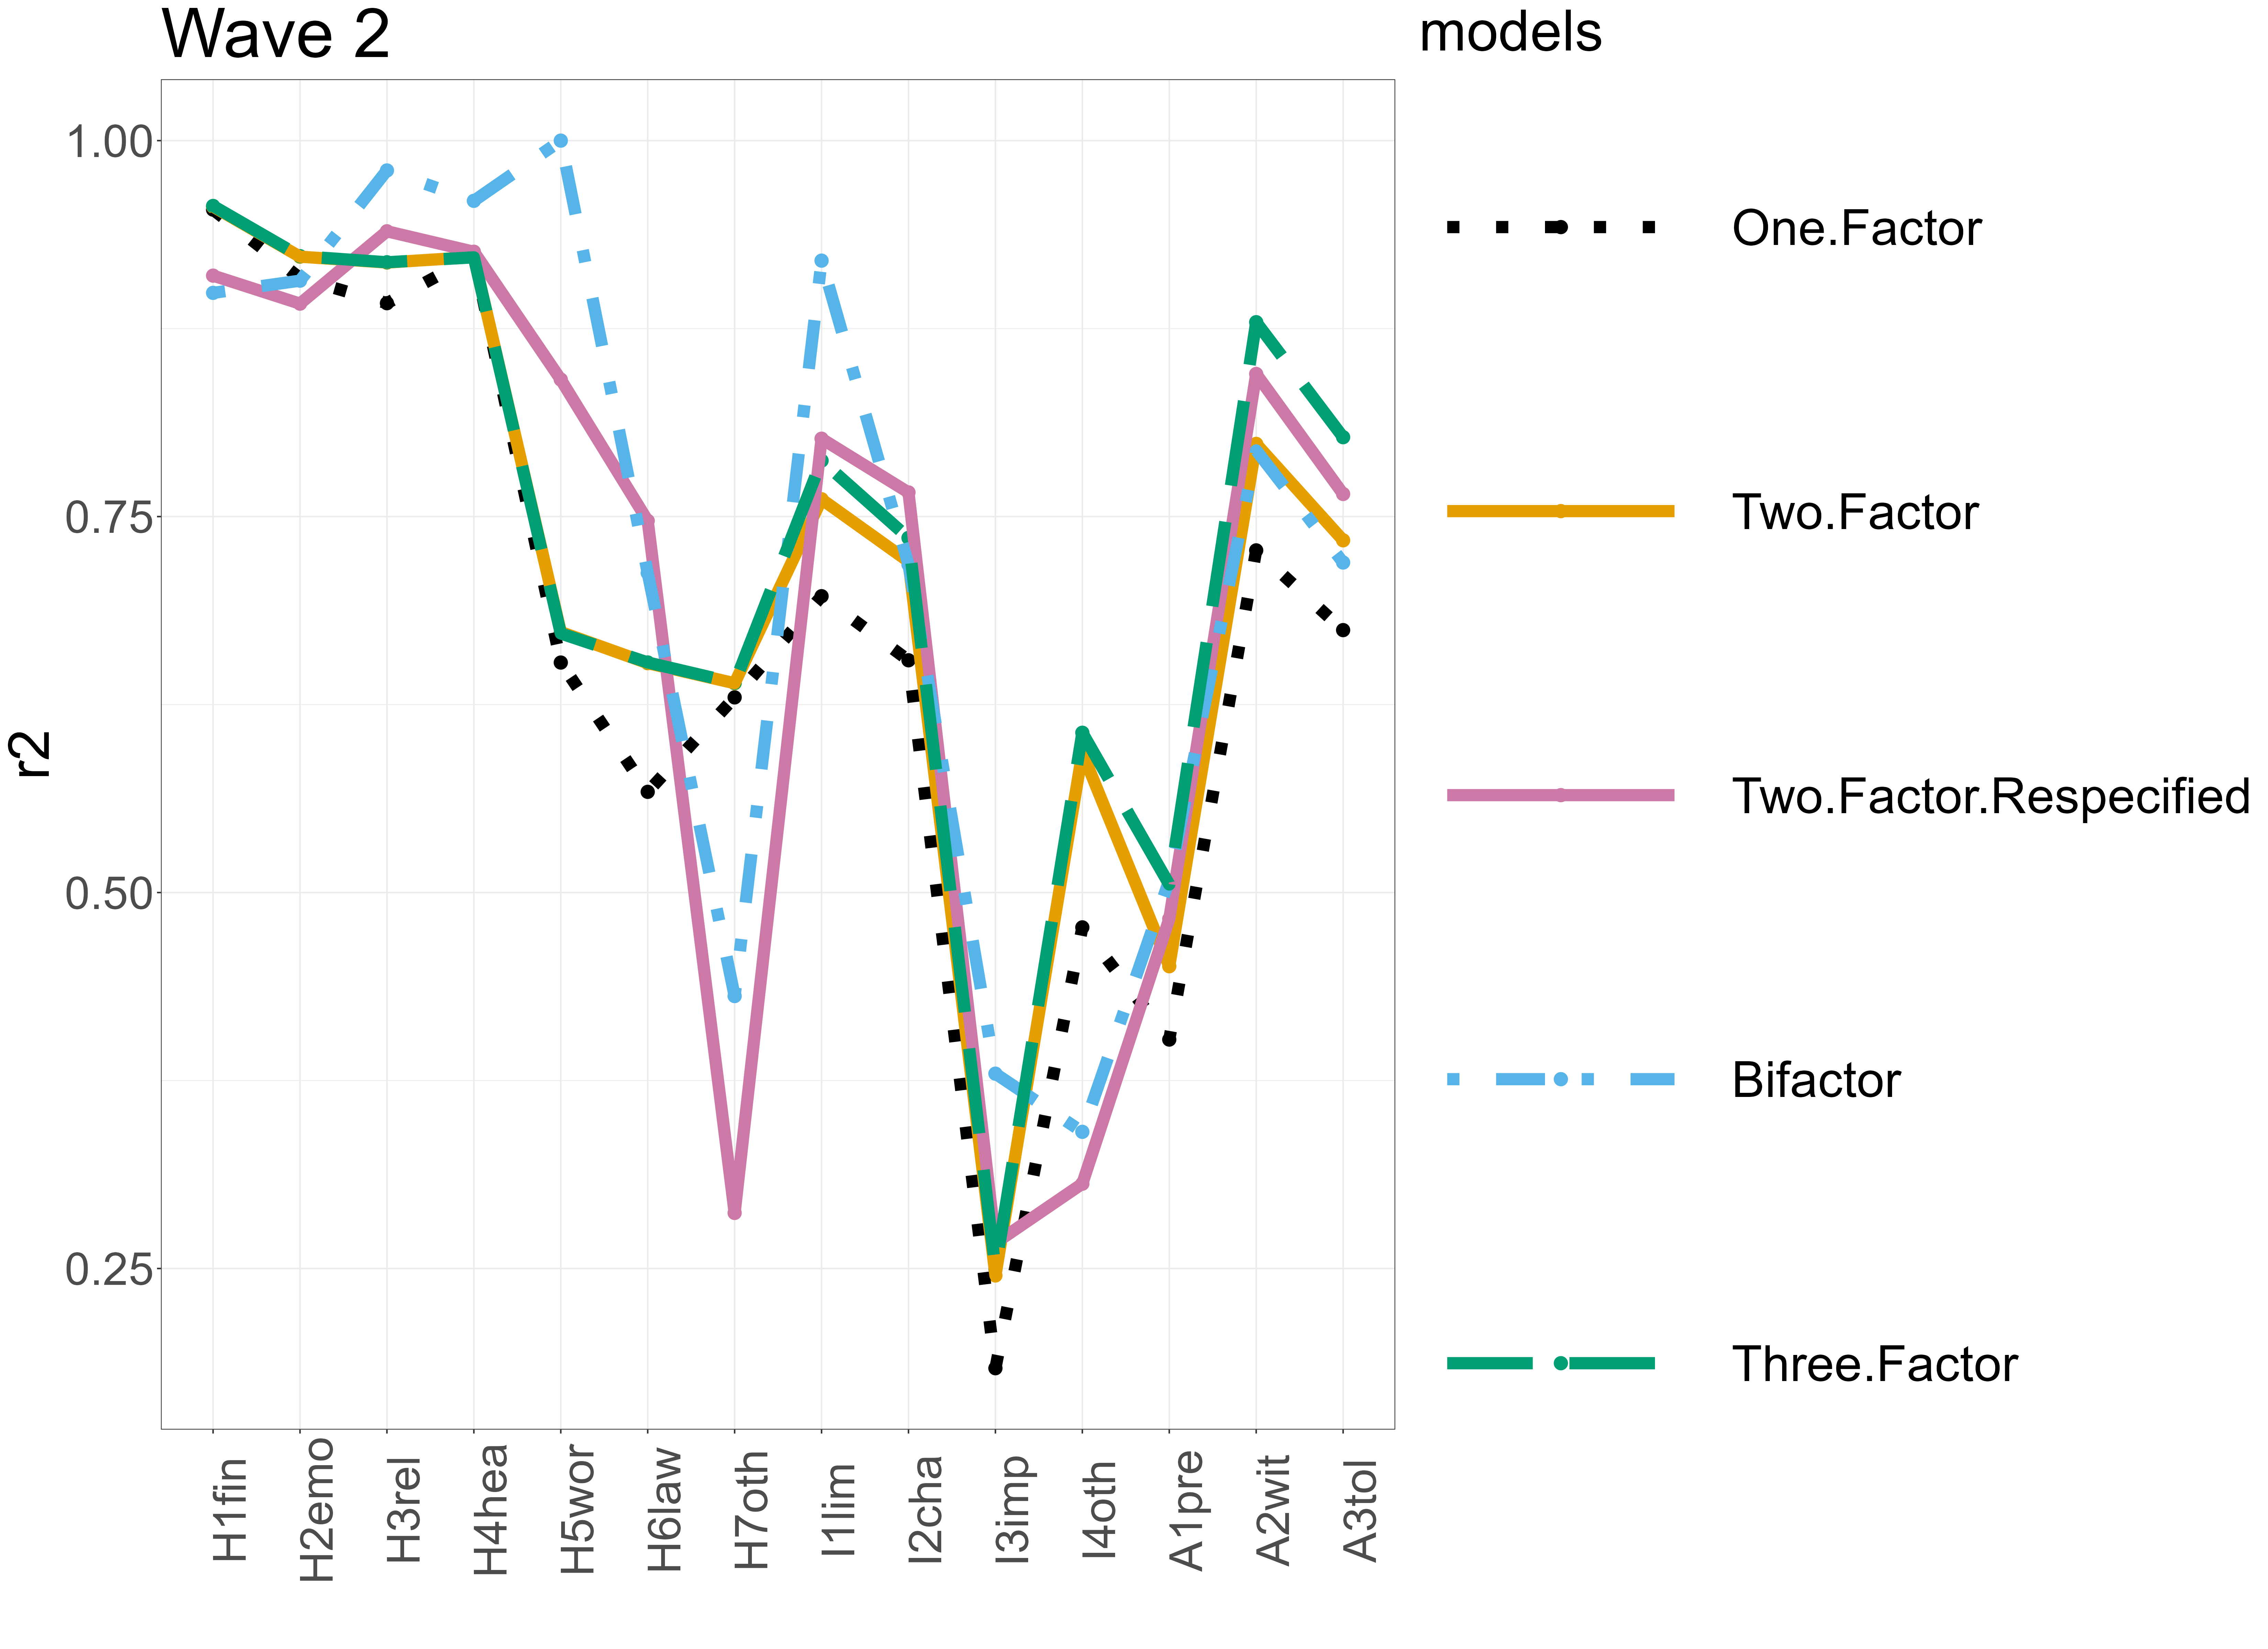 Wave 2
models
1.00
0.75
0.50
0.25
r2
H1fin
H2emo
H3rel
H4hea
H5wor
H6law
H7oth
I1lim
I2cha
I3imp
I4oth
A1pre
A2wit
A3tol
One.Factor
Two.Factor
Two.Factor.Respecified
Bifactor
Three.Factor